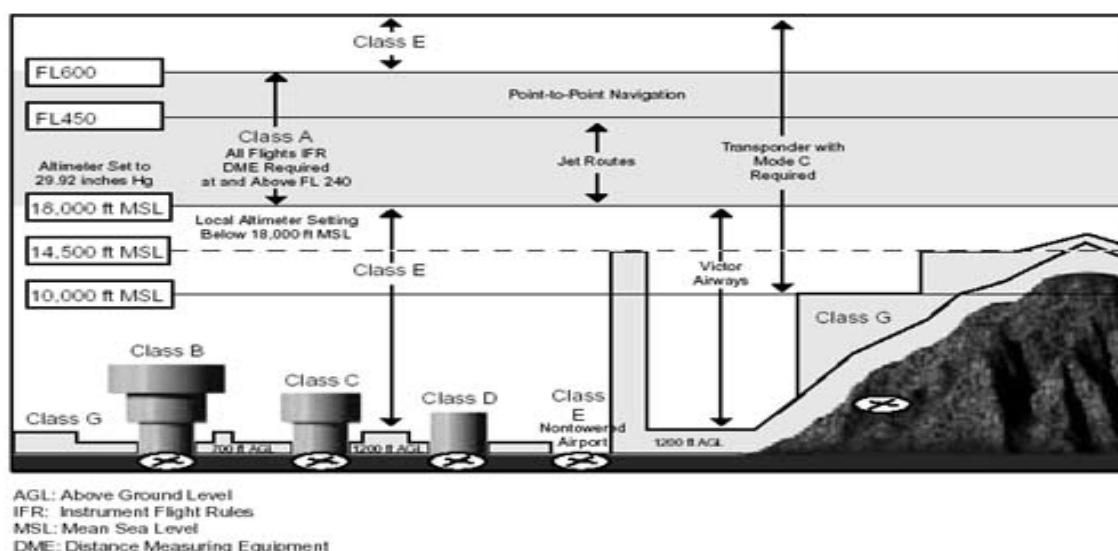 Class E
FL600
Point-to-Point Navigation
FL450
Class A
All Flights IFR
DME Required
at and Above FL 240
Jet Routes
Transponder with
Mode C
Required
Altimeter Set to
29.92 inches Hg
18,000 ft MSL
Local Altimeter Setting
Below 18,000 ft MSL
14,500 ft MSL
Class E
Victor
Airways
10,000 ft MSL
Class G
Class B
Class C
Class D
Class
E
Nontowered
Airport
Class G
700 ft AGL
1200 ft AGL
1200 ft AGL
AGL: Above Ground Level
IFR: Instrument Flight Rules
MSL: Mean Sea Level
DME: Distance Measuring Equipment